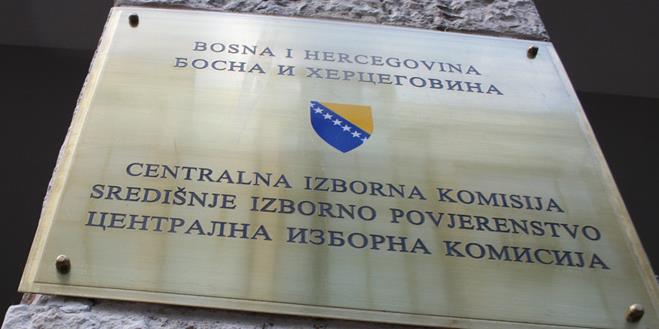 BOSNA I HERCEGOVINA
БОСНА И ХЕРЦЕГОВИНА
CENTRALNA IZBORNA KOMISIJA
SREDIŠNJE IZBORNO POVJERENSTVO
ЦЕНТРАЛНА ИЗБОРНА КОМИСИЈА